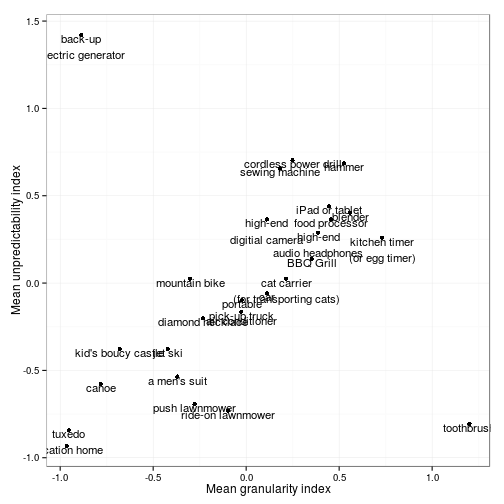 1.5
back-up
ectric generator
1.0
cordless power drill
hammer
sewing machine
0.5
iPad or tablet
blender
high-end
food processor
high-end
digitial camera
kitchen timer
audio headphones
(or egg timer)
BBQ Grill
0.0
mountain bike
cat carrier
(for transporting cats)
portable
pick-up truck
diamond necklace
air conditioner
kid's boucy castle
jet ski
a men's suit
-0.5
canoe
push lawnmower
ride-on lawnmower
toothbrus
tuxedo
cation home
-1.0
-1.0
-0.5
0.0
0.5
1.0
Mean granularity index
Mean unpredictability index